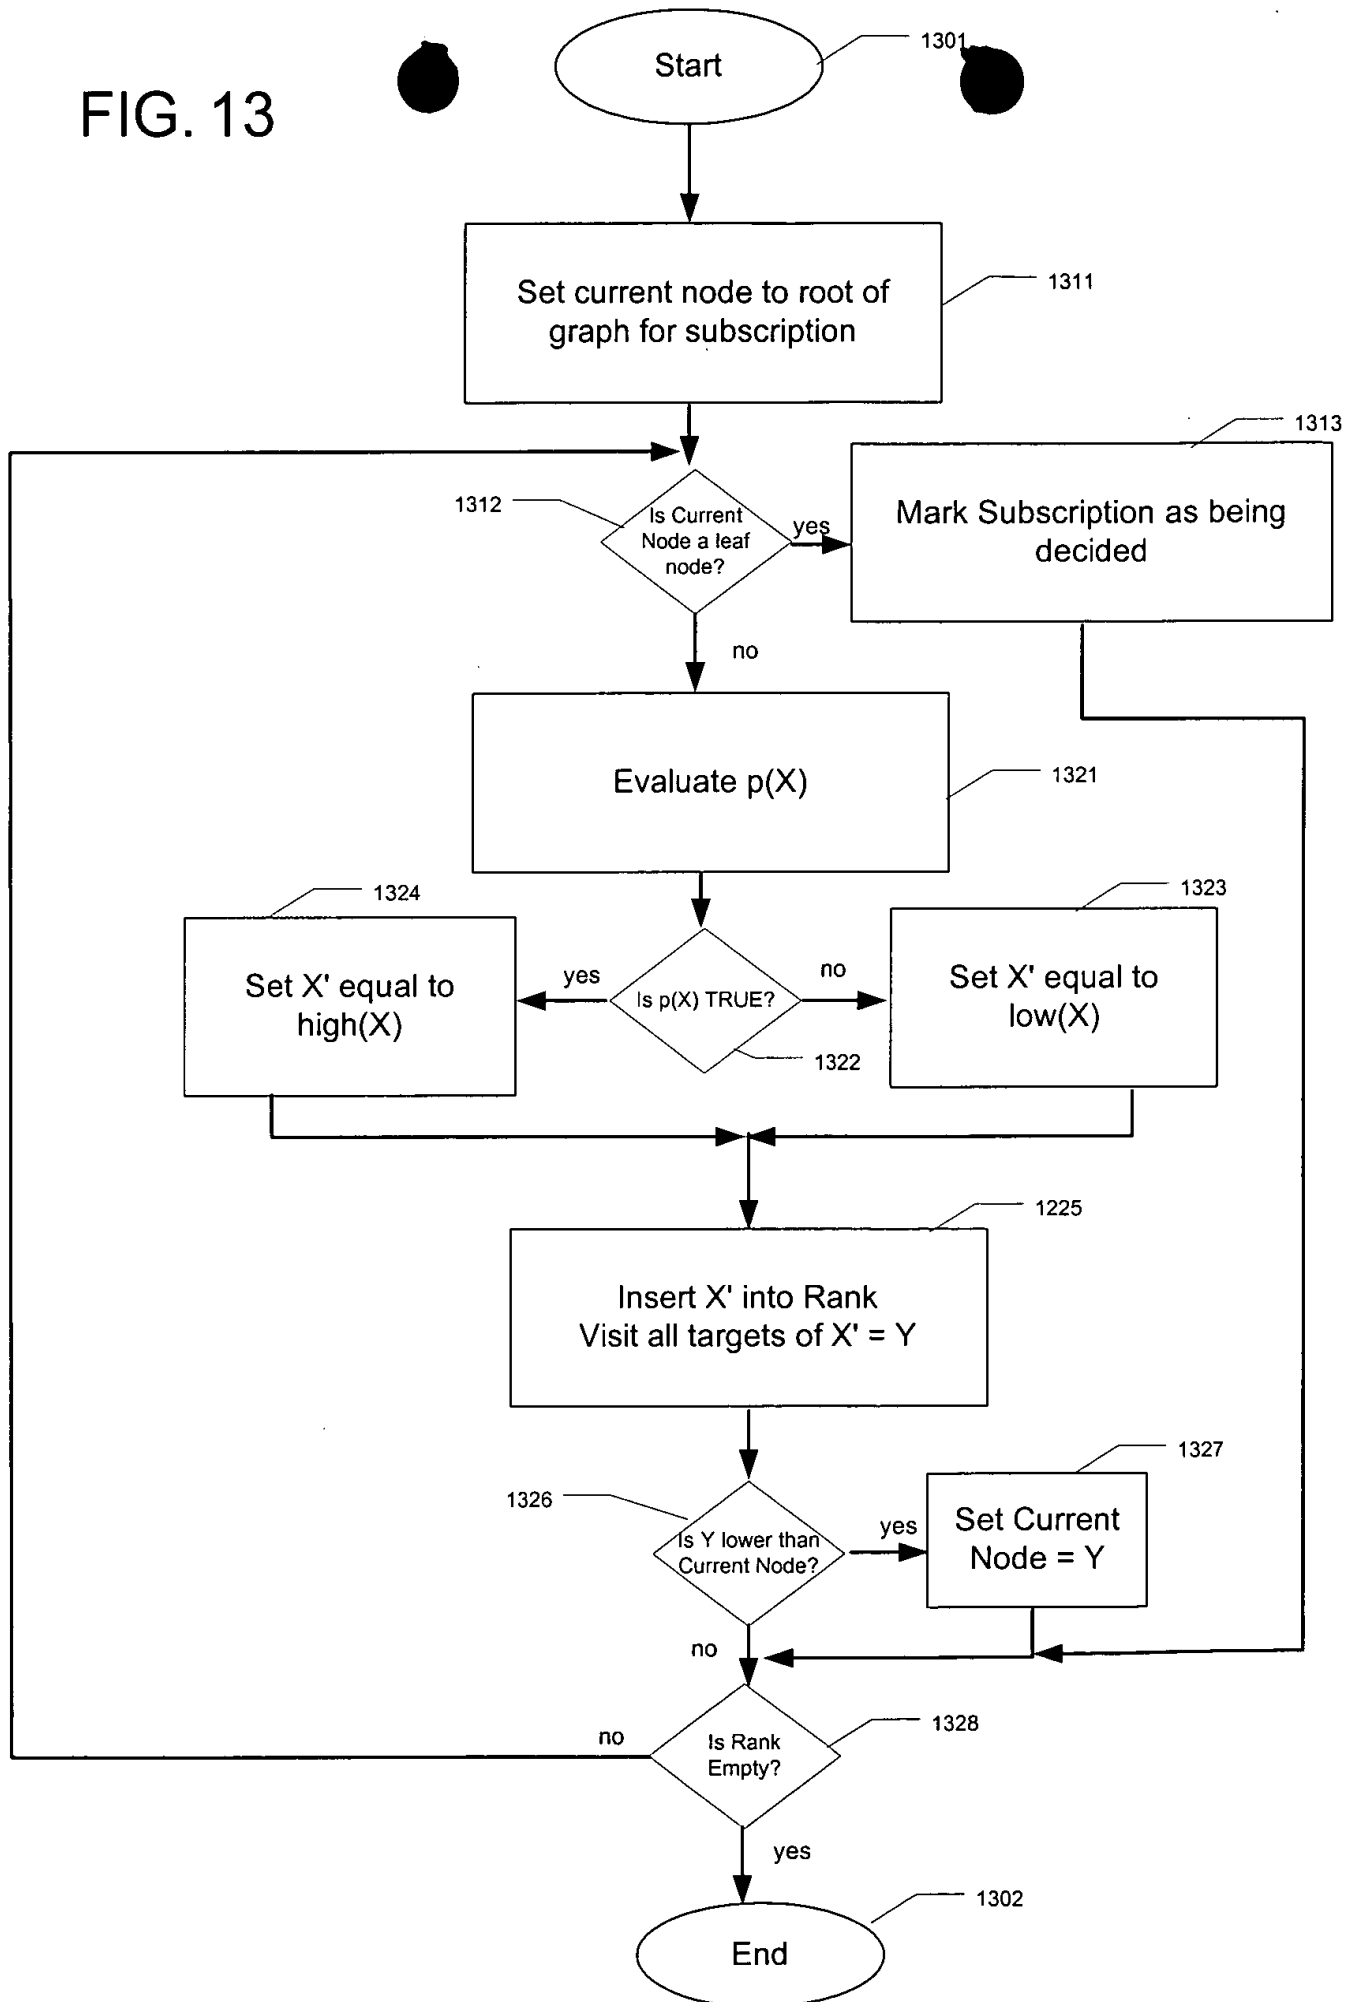 1301
Start
FIG. 13
1311
Set current node to root of
graph for subscription
1313
1312
Is Current
Node a leaf
node?
yes
Mark Subscription as being
decided
no
Evaluate p(X)
1321
1324
1323
Set X' equal to
high(X)
yes
Is p(X) TRUE?
no
Set X' equal to
low(X)
1322
1225
Insert X' into Rank
Visit all targets of X' = Y
1327
1326
Is Y lower than
Current Node?
yes
Set Current
Node = Y
no
1328
no
Is Rank
Empty?
yes
1302
End